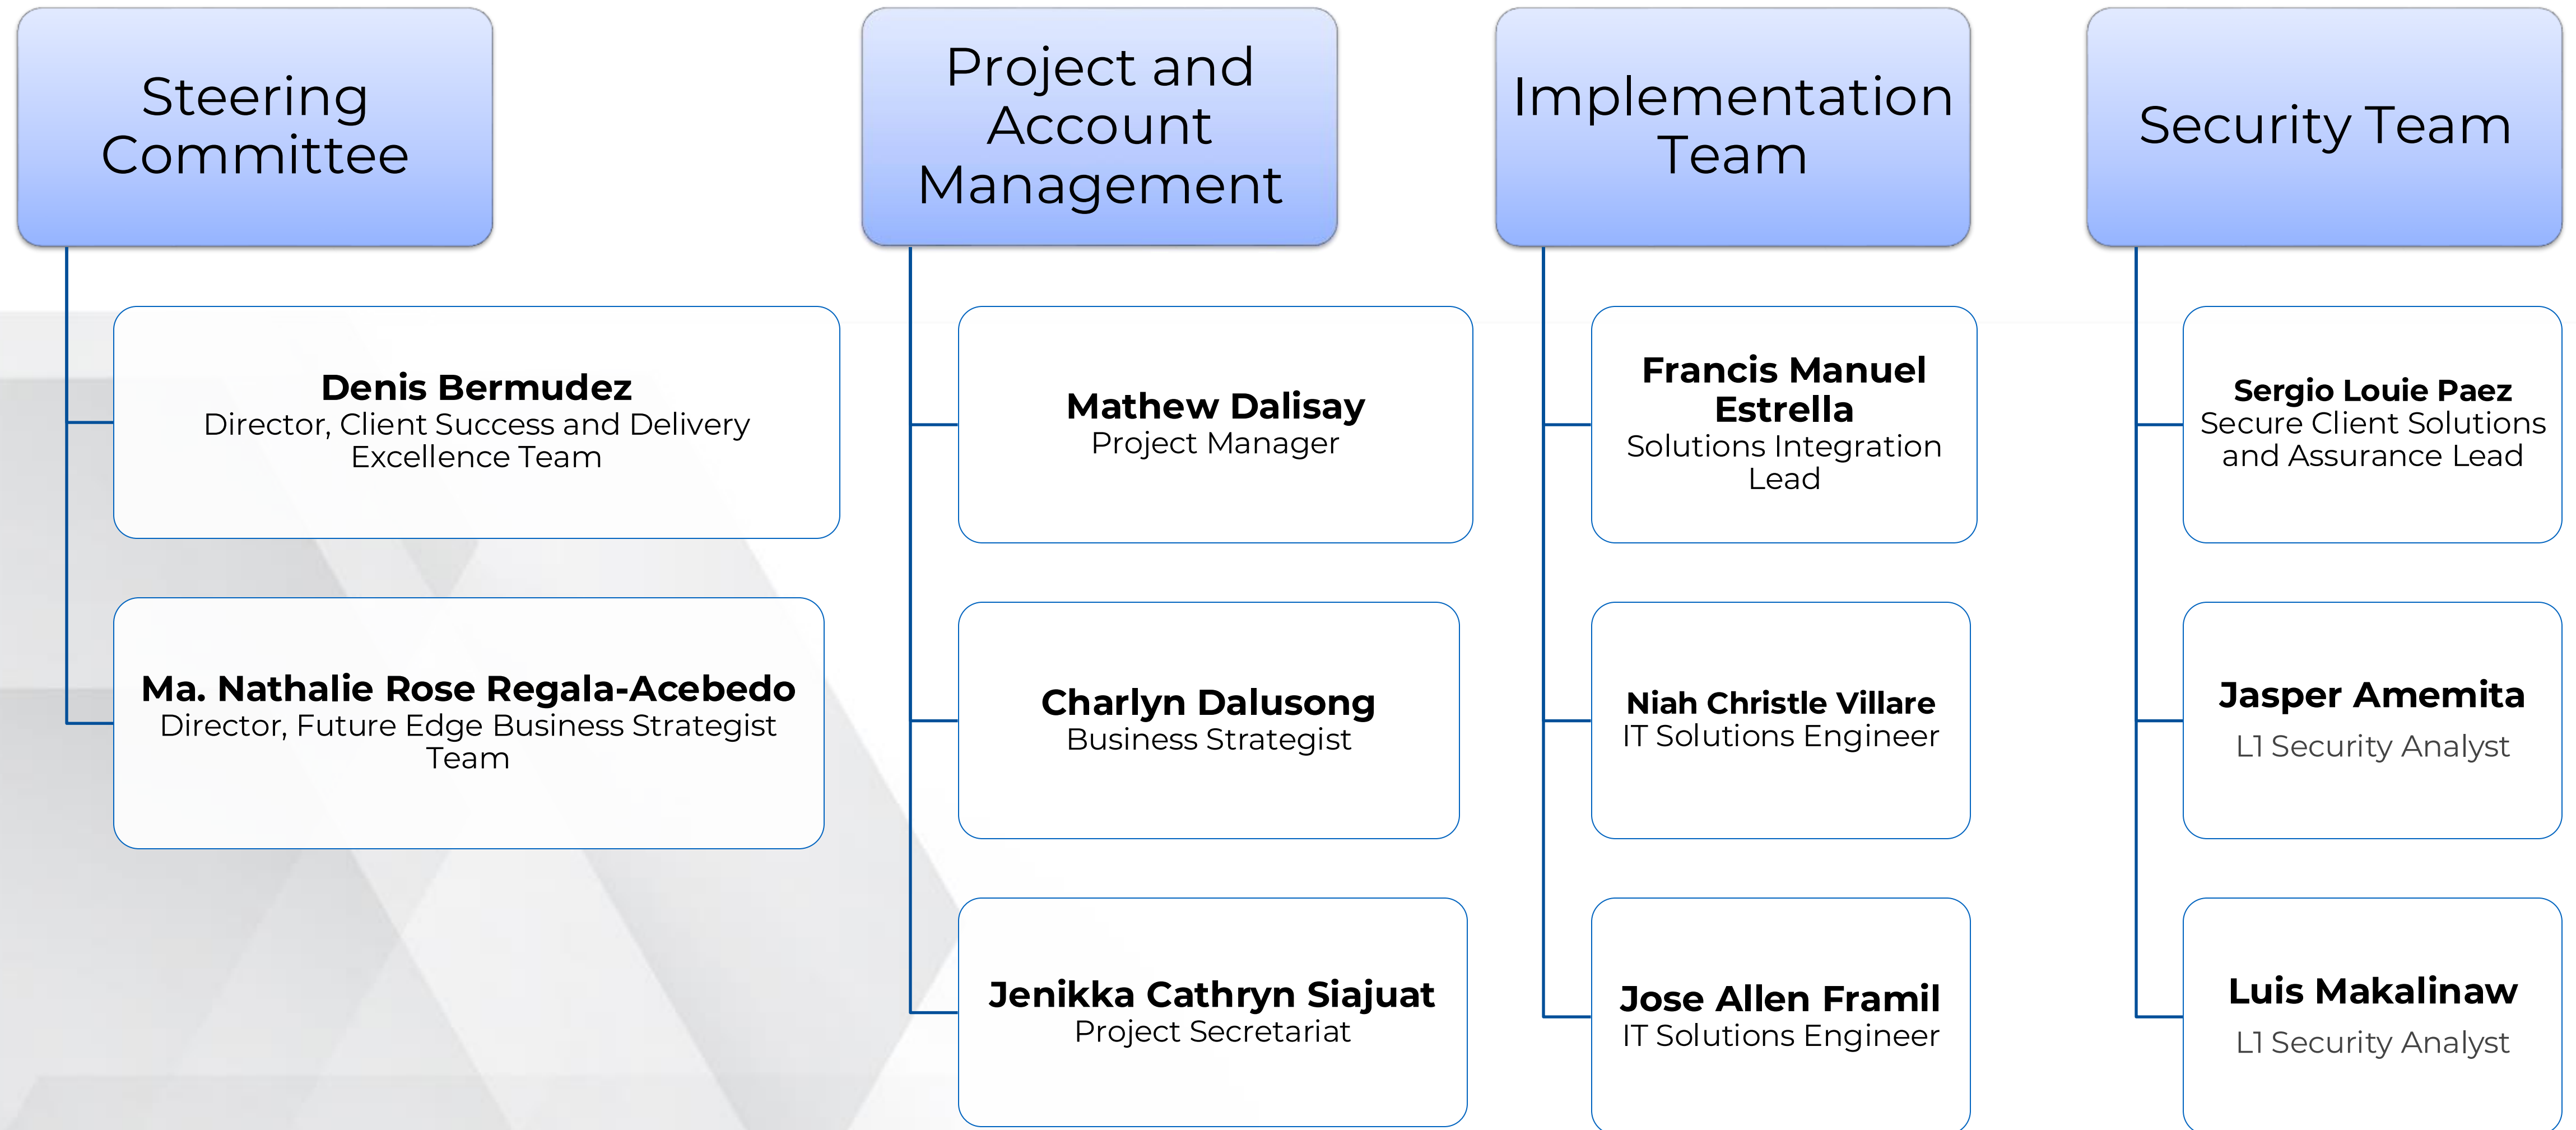 Steering
Committee
Denis Bermudez
Director, Client Success and Delivery
Excellence Team
Ma. Nathalie Rose Regala-Acebedo
Director, Future Edge Business Strategist
Team
Project and
Account
Management
Mathew Dalisay
Project Manager
Charlyn Dalusong
Business Strategist
Jenikka Cathryn Siajuat
Project Secretariat
Implementation
Team
Francis Manuel
Estrella
Solutions Integration
Lead
Niah Christle Villare
IT Solutions Engineer
Jose Allen Framil
IT Solutions Engineer
Security Team
Sergio Louie Paez
Secure Client Solutions
and Assurance Lead
Jasper Amemita
L1 Security Analyst
Luis Makalinaw
L1 Security Analyst